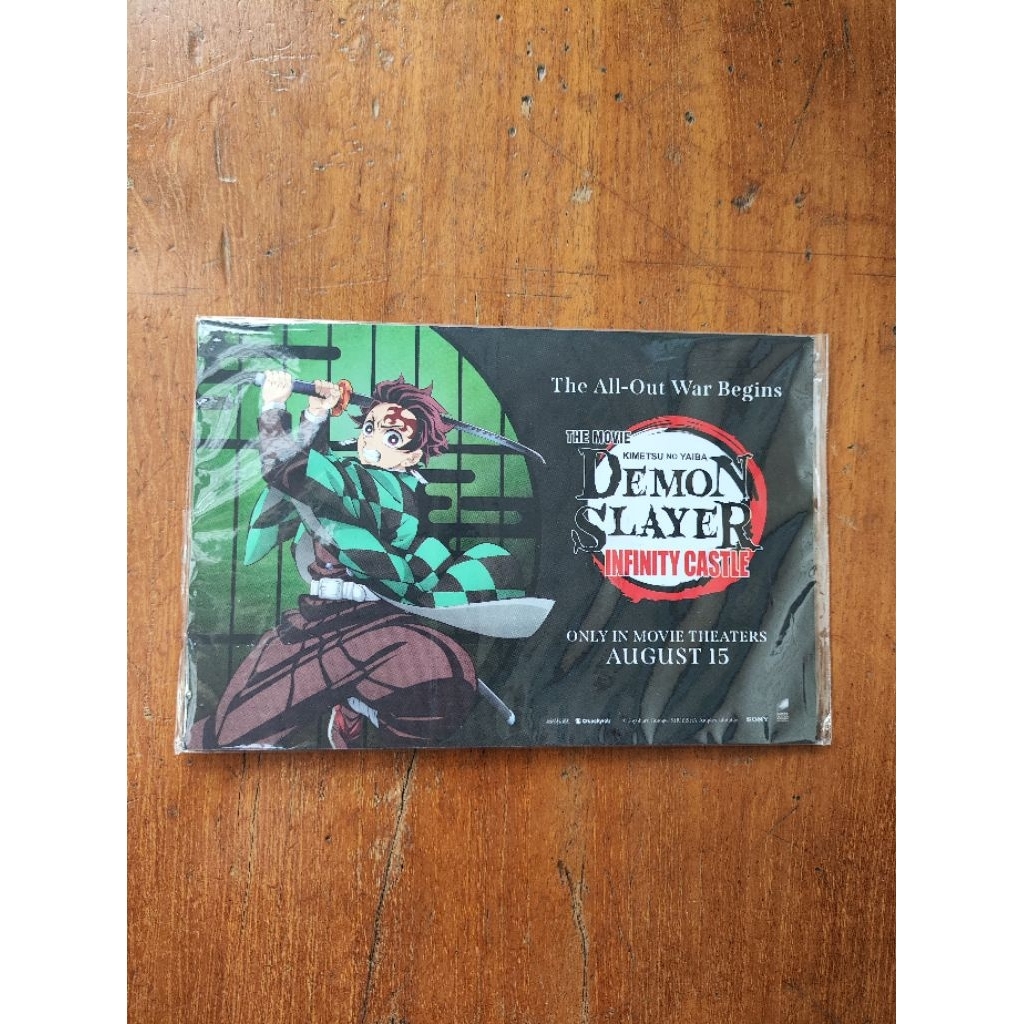 The All-Out War Begins
THE MOVIE
KIMETSU NO YAIBA
DEMON
SLAYER
INFINITY CASTLE
ONLY IN MOVIE THEATERS
AUGUST 15
Crunchyroll
SONY